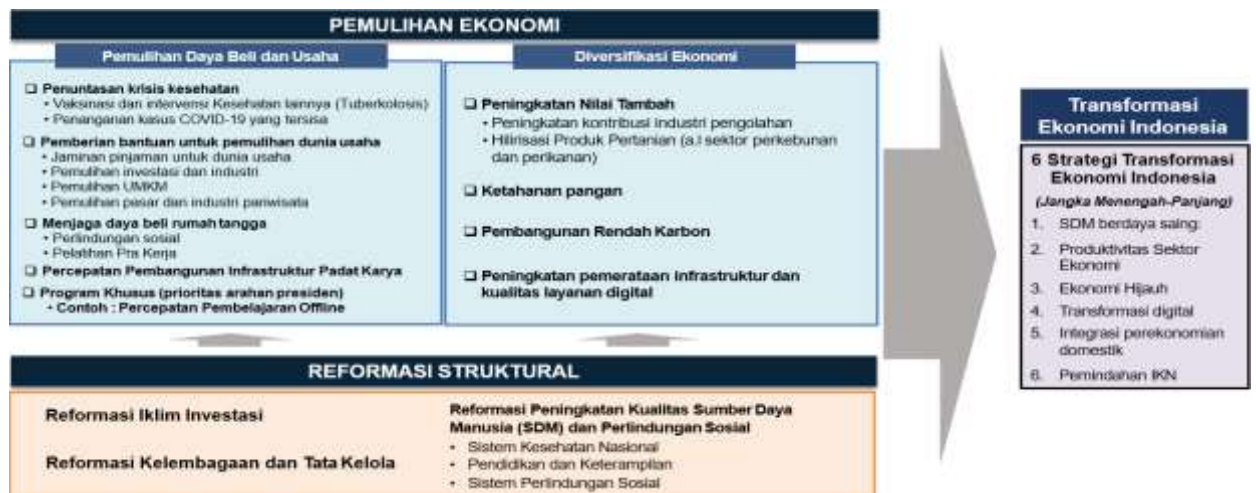 PEMULIHAN EKONOMI
Pemulihan Daya Beli dan Usaha
❑ Penuntasan krisis kesehatan
• Vaksinasi dan intervensi Kesehatan lainnya (Tuberkolosis)
• Penanganan kasus COVID-19 yang tersisa
❑ Pemberian bantuan untuk pemulihan dunia usaha
• Jaminan pinjaman untuk dunia usaha
• Pemulihan investasi dan industri
• Pemulihan UMKM
• Pemulihan pasar dan industri pariwisata
❑ Menjaga daya beli rumah tangga
• Perlindungan sosial
• Pelatihan Pra Kerja
❑ Percepatan Pembangunan Infrastruktur Padat Karya
❑ Program Khusus (prioritas arahan presiden)
• Contoh : Percepatan Pembelajaran Offline
Diversifikasi Ekonomi
❑ Peningkatan Nilai Tambah
• Peningkatan kontribusi industri pengolahan
• Hilirisasi Produk Pertanian (a.l sektor perkebunan
dan perikanan)
❑ Ketahanan pangan
❑ Pembangunan Rendah Karbon
❑ Peningkatan pemerataan infrastruktur dan
kualitas layanan digital
REFORMASI STRUKTURAL
Reformasi Iklim Investasi
Reformasi Kelembagaan dan Tata Kelola
Reformasi Peningkatan Kualitas Sumber Daya
Manusia (SDM) dan Perlindungan Sosial
• Sistem Kesehatan Nasional
• Pendidikan dan Keterampilan
• Sistem Perlindungan Sosial
Transformasi
Ekonomi Indonesia
6 Strategi Transformasi
Ekonomi Indonesia
(Jangka Menengah-Panjang)
1. SDM berdaya saing:
2. Produktivitas Sektor
Ekonomi
3. Ekonomi Hijauh
4. Transformasi digital
5. Integrasi perekonomian
domestik
6. Pemindahan IKN